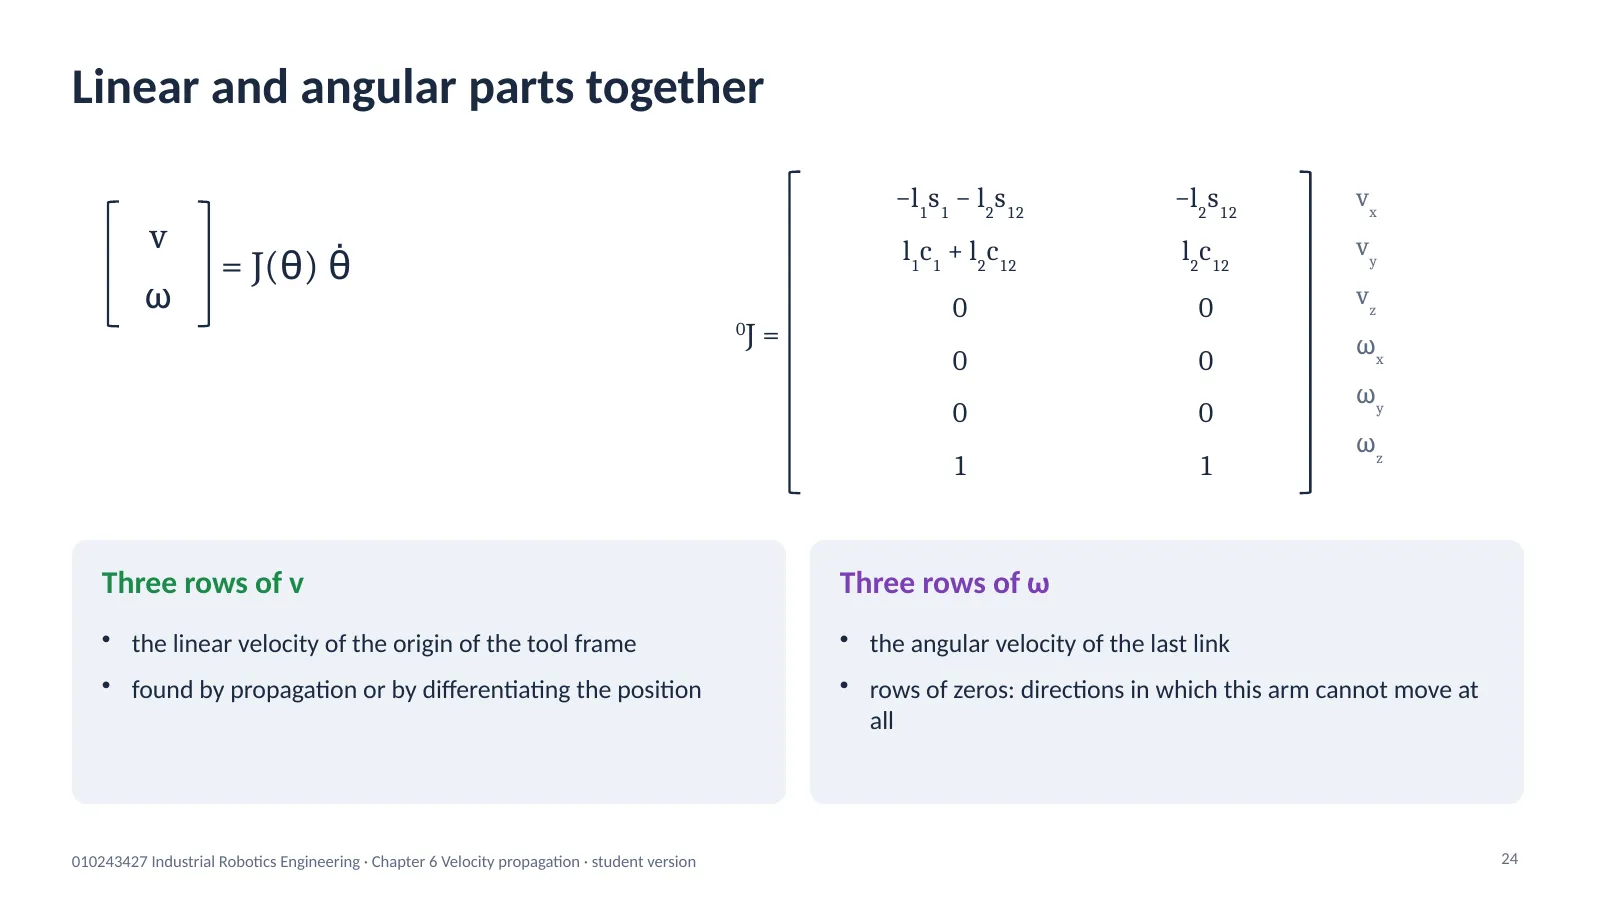 Linear and angular parts together
[ v ω ] = J(θ) θ̇
⁰J =
−l₁s₁ − l₂s₁₂ −l₂s₁₂ vₓ
l₁c₁ + l₂c₁₂ l₂c₁₂ v_y
0 0 v_z
0 0 ωₓ
0 0 ω_y
1 1 ω_z
Three rows of v
• the linear velocity of the origin of the tool frame
• found by propagation or by differentiating the position
Three rows of ω
• the angular velocity of the last link
• rows of zeros: directions in which this arm cannot move at
all
010243427 Industrial Robotics Engineering · Chapter 6 Velocity propagation · student version
24